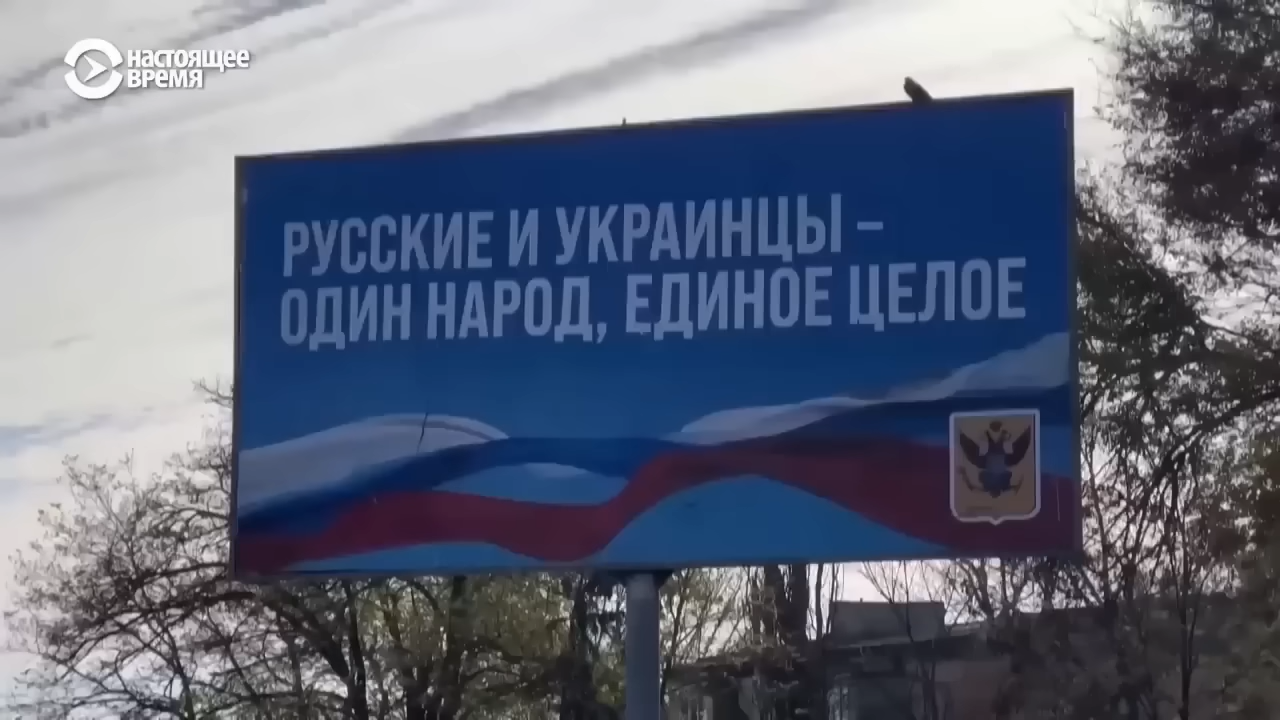 настоящее
время
РУССКИЕ И УКРАИНЦЫ –
ОДИН НАРОД, ЕДИНОЕ ЦЕЛОЕ